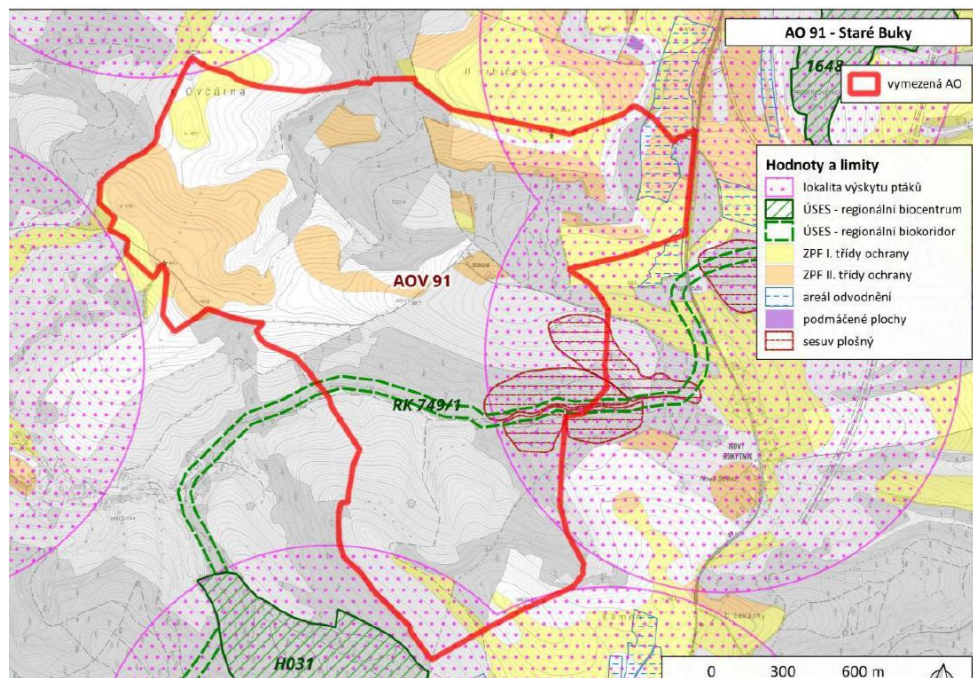 AO 91 - Staré Buky
1648
vymezená AO
Hodnoty a limity
lokalita výskytu ptáků
ÚSES - regionální biocentrum
ÚSES - regionální biokoridor
ZPF I. třídy ochrany
ZPF II. třídy ochrany
areál odvodnění
podmáčené plochy
sesuv plošný
Ovčárna
AOV 91
RK 749/1
NOVÝ
ROKYTNÍK
H031
0 300 600 m